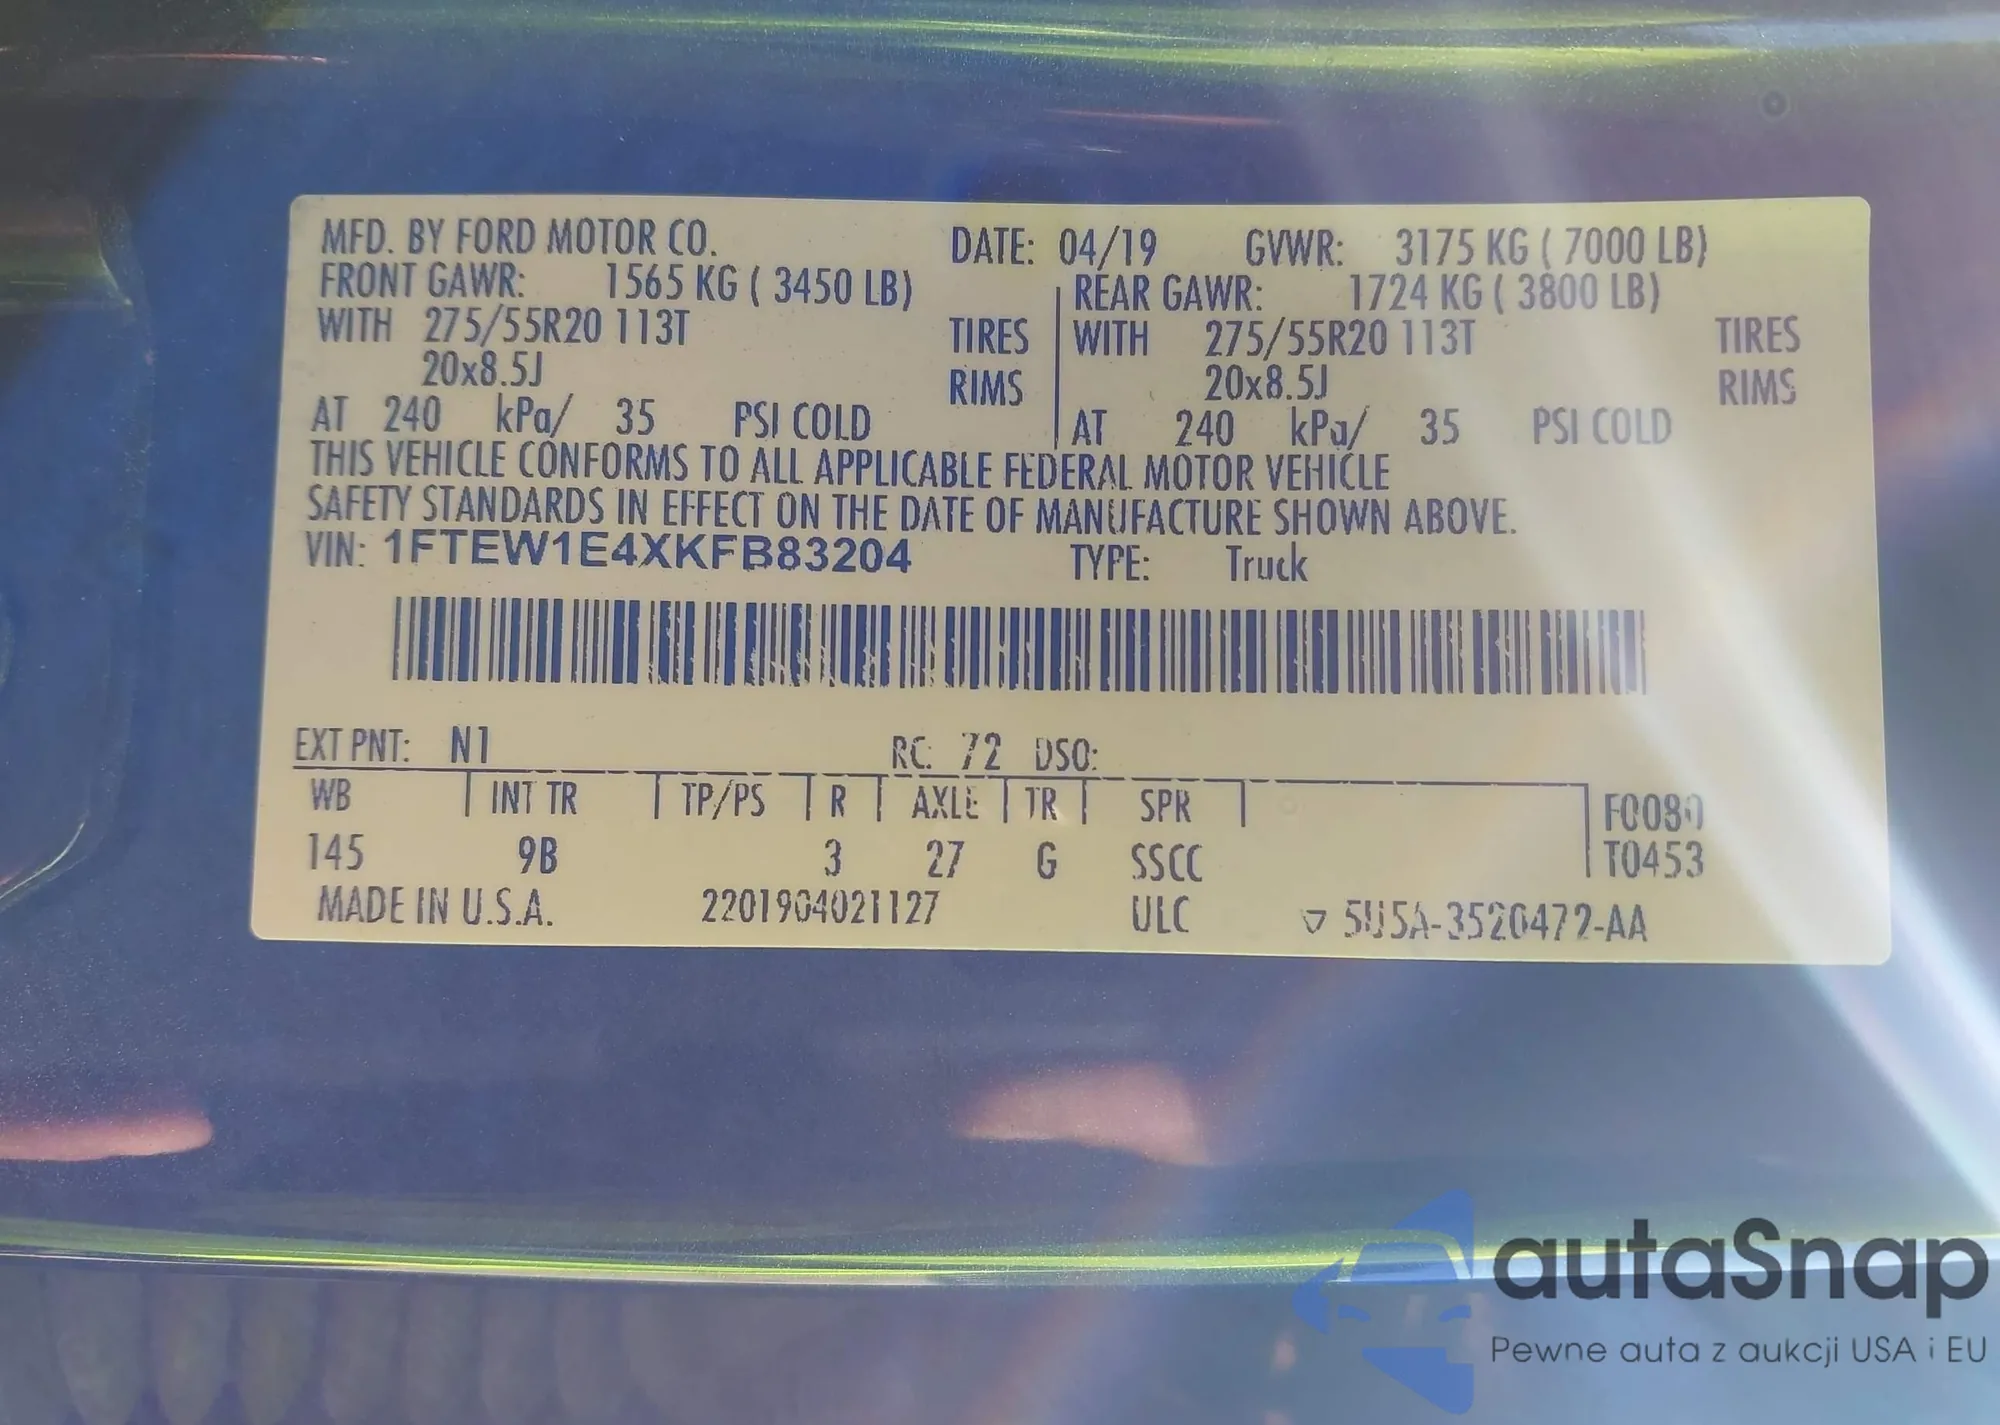 MFD. BY FORD MOTOR CO. DATE: 04/19 GVWR: 3175 KG ( 7000 LB)
FRONT GAWR: 1565 KG ( 3450 LB) REAR GAWR: 1724 KG ( 3800 LB)
WITH 275/55R20 113T TIRES WITH 275/55R20 113T TIRES
20x8.5J RIMS 20x8.5J RIMS
AT 240 kPa/ 35 PSI COLD AT 240 kPa/ 35 PSI COLD
THIS VEHICLE CONFORMS TO ALL APPLICABLE FEDERAL MOTOR VEHICLE
SAFETY STANDARDS IN EFFECT ON THE DATE OF MANUFACTURE SHOWN ABOVE.
VIN: 1FTEW1E4XKFB83204 TYPE: Truck
EXT PNT: N1 RC: 72 DSO:
WB INT TR TP/PS R AXLE TR SPR F0080
145 9B 3 27 G SSCC T0453
MADE IN U.S.A. 2201904021127 ULC ▽ 5U5A-3520472-AA
autaSnap
Pewne auta z aukcji USA i EU